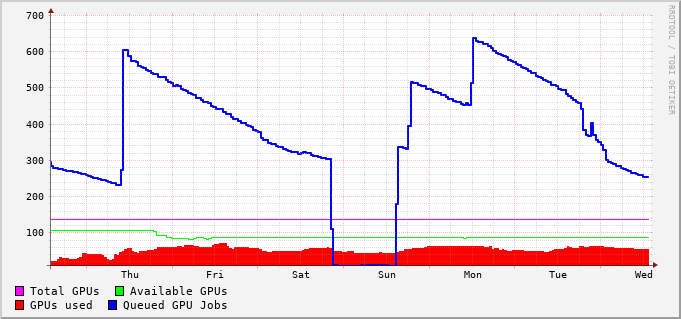 700
600
500
400
300
200
100
Thu Fri Sat Sun Mon Tue Wed
Total GPUs Available GPUs
GPUs used Queued GPU Jobs
RRDTOOL / TOBI OETIKER